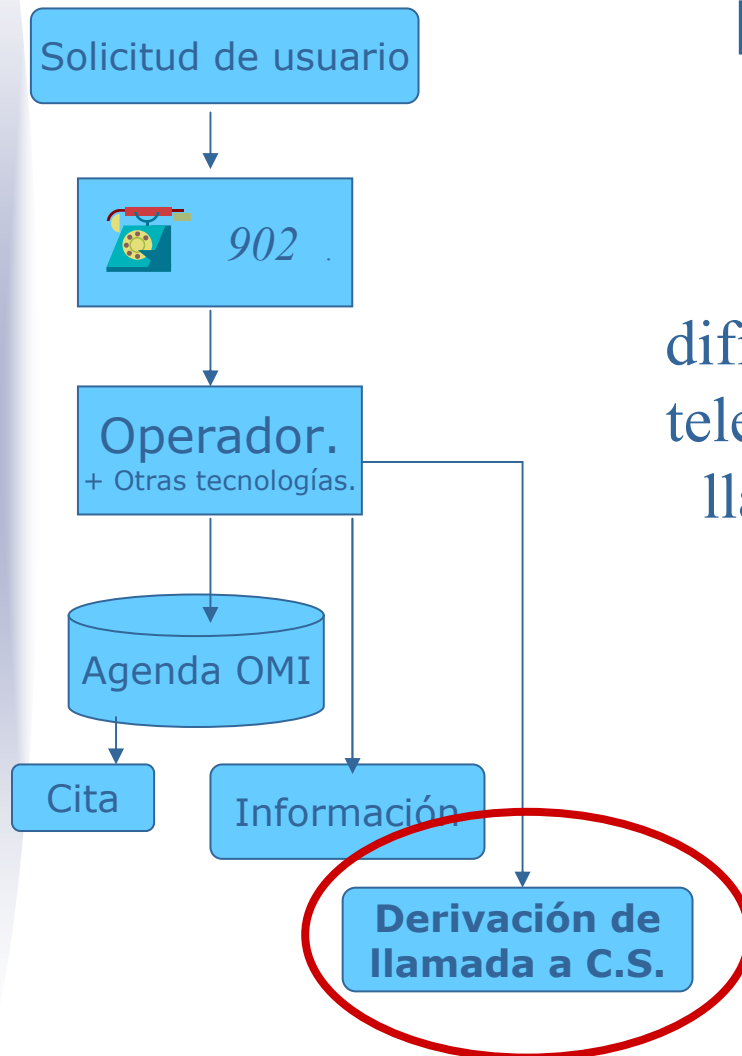 Solicitud de usuario
902 .
Operador.
+ Otras tecnologías.
Agenda OMI
Cita
Información
Derivación de
llamada a C.S.